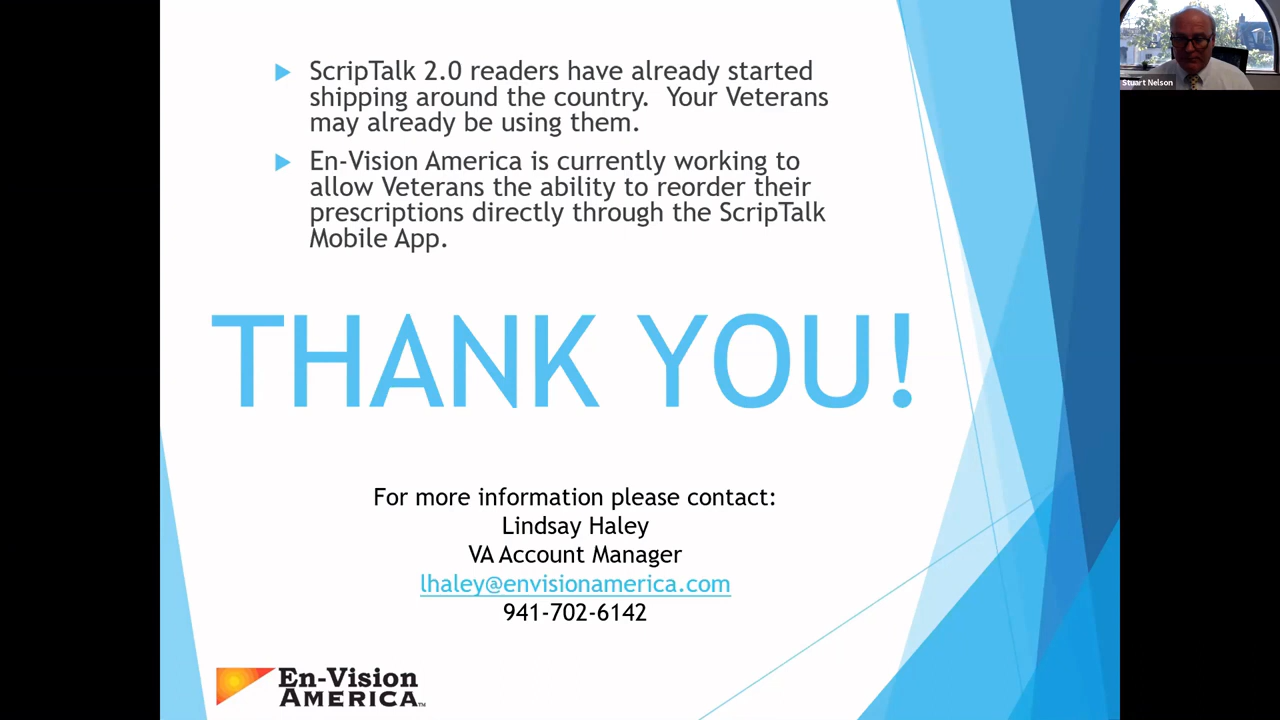 ScripTalk 2.0 readers have already started
shipping around the country.  Your Veterans
may already be using them.
En-Vision America is currently working to
allow Veterans the ability to reorder their
prescriptions directly through the ScripTalk
Mobile App.
THANK YOU!
For more information please contact:
Lindsay Haley
VA Account Manager
lhaley@envisionamerica.com
941-702-6142
En-Vision
AMERICA™
Stuart Nelson